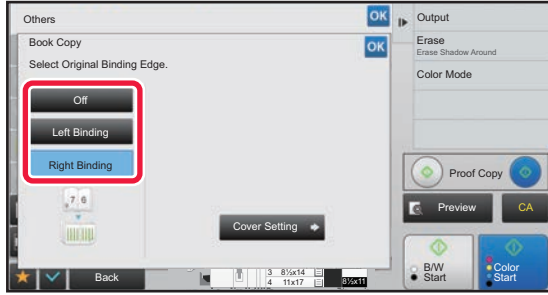 Others
OK
Book Copy
OK
Select Original Binding Edge.
Off
Left Binding
Right Binding
7 6
Cover Setting
Back
3 8½x14
4 11x17
8½x11
Output
Erase
Erase Shadow Around
Color Mode
Proof Copy
Preview
CA
B/W
Start
Color
Start